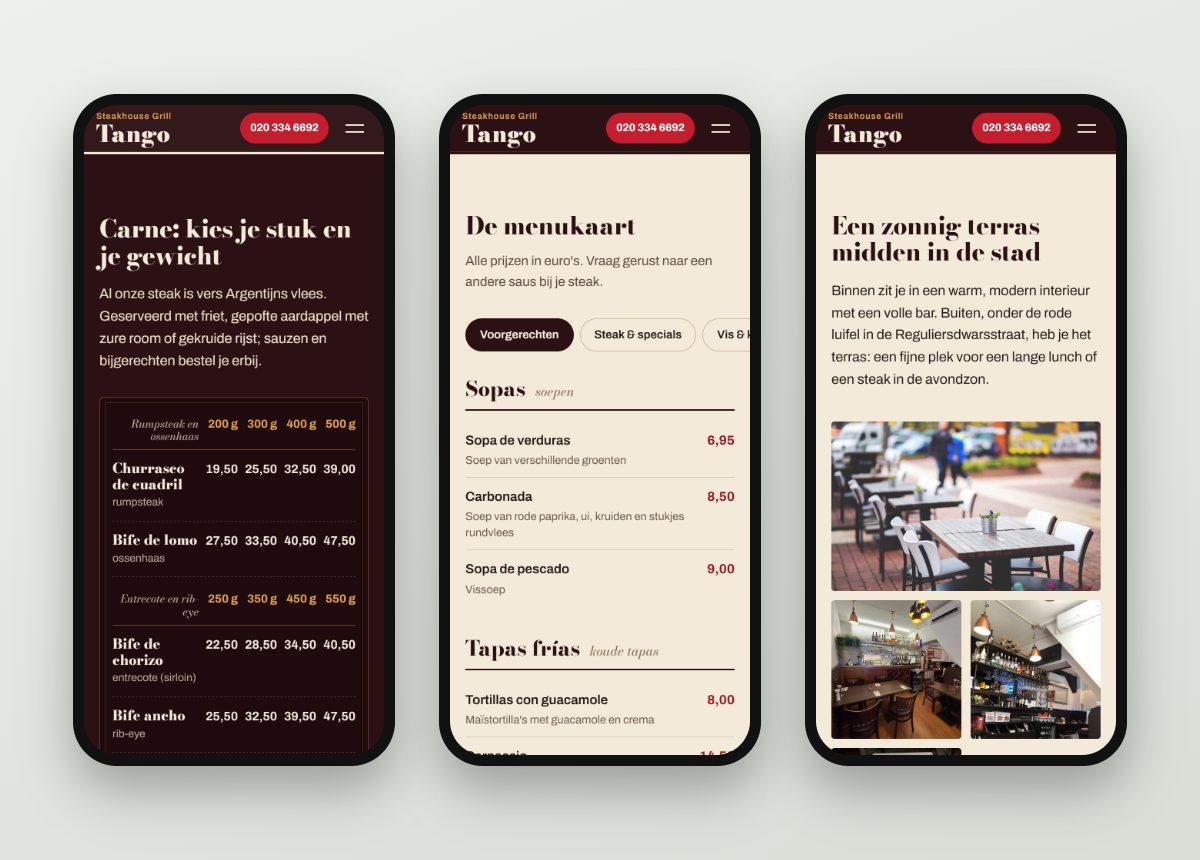 Steakhouse Grill
Tango
020 334 6692
Carne: kies je stuk en
je gewicht
Al onze steak is vers Argentijns vlees.
Geserveerd met friet, gepofte aardappel met
zure room of gekruide rijst; sauzen en
bijgerechten bestel je erbij.
Rumpsteak en
ossenhaas
200 g 300 g 400 g 500 g
Churrasco
de cuadril
19,50 25,50 32,50 39,00
rumpsteak
Bife de lomo 27,50 33,50 40,50 47,50
ossenhaas
Entrecote en rib-
eye
250 g 350 g 450 g 550 g
Bife de
chorizo
22,50 28,50 34,50 40,50
entrecote (sirloin)
Bife ancho 25,50 32,50 39,50 47,50
rib-eye
Steakhouse Grill
Tango
020 334 6692
De menukaart
Alle prijzen in euro's. Vraag gerust naar een
andere saus bij je steak.
Voorgerechten Steak & specials Vis &
Sopas soepen
Sopa de verduras 6,95
Soep van verschillende groenten
Carbonada 8,50
Soep van rode paprika, ui, kruiden en stukjes
rundvlees
Sopa de pescado 9,00
Vissoep
Tapas frías koude tapas
Tortillas con guacamole 8,00
Maïstortilla's met guacamole en crema
Steakhouse Grill
Tango
020 334 6692
Een zonnig terras
midden in de stad
Binnen zit je in een warm, modern interieur
met een volle bar. Buiten, onder de rode
luifel in de Reguliersdwarsstraat, heb je het
terras: een fijne plek voor een lange lunch of
een steak in de avondzon.